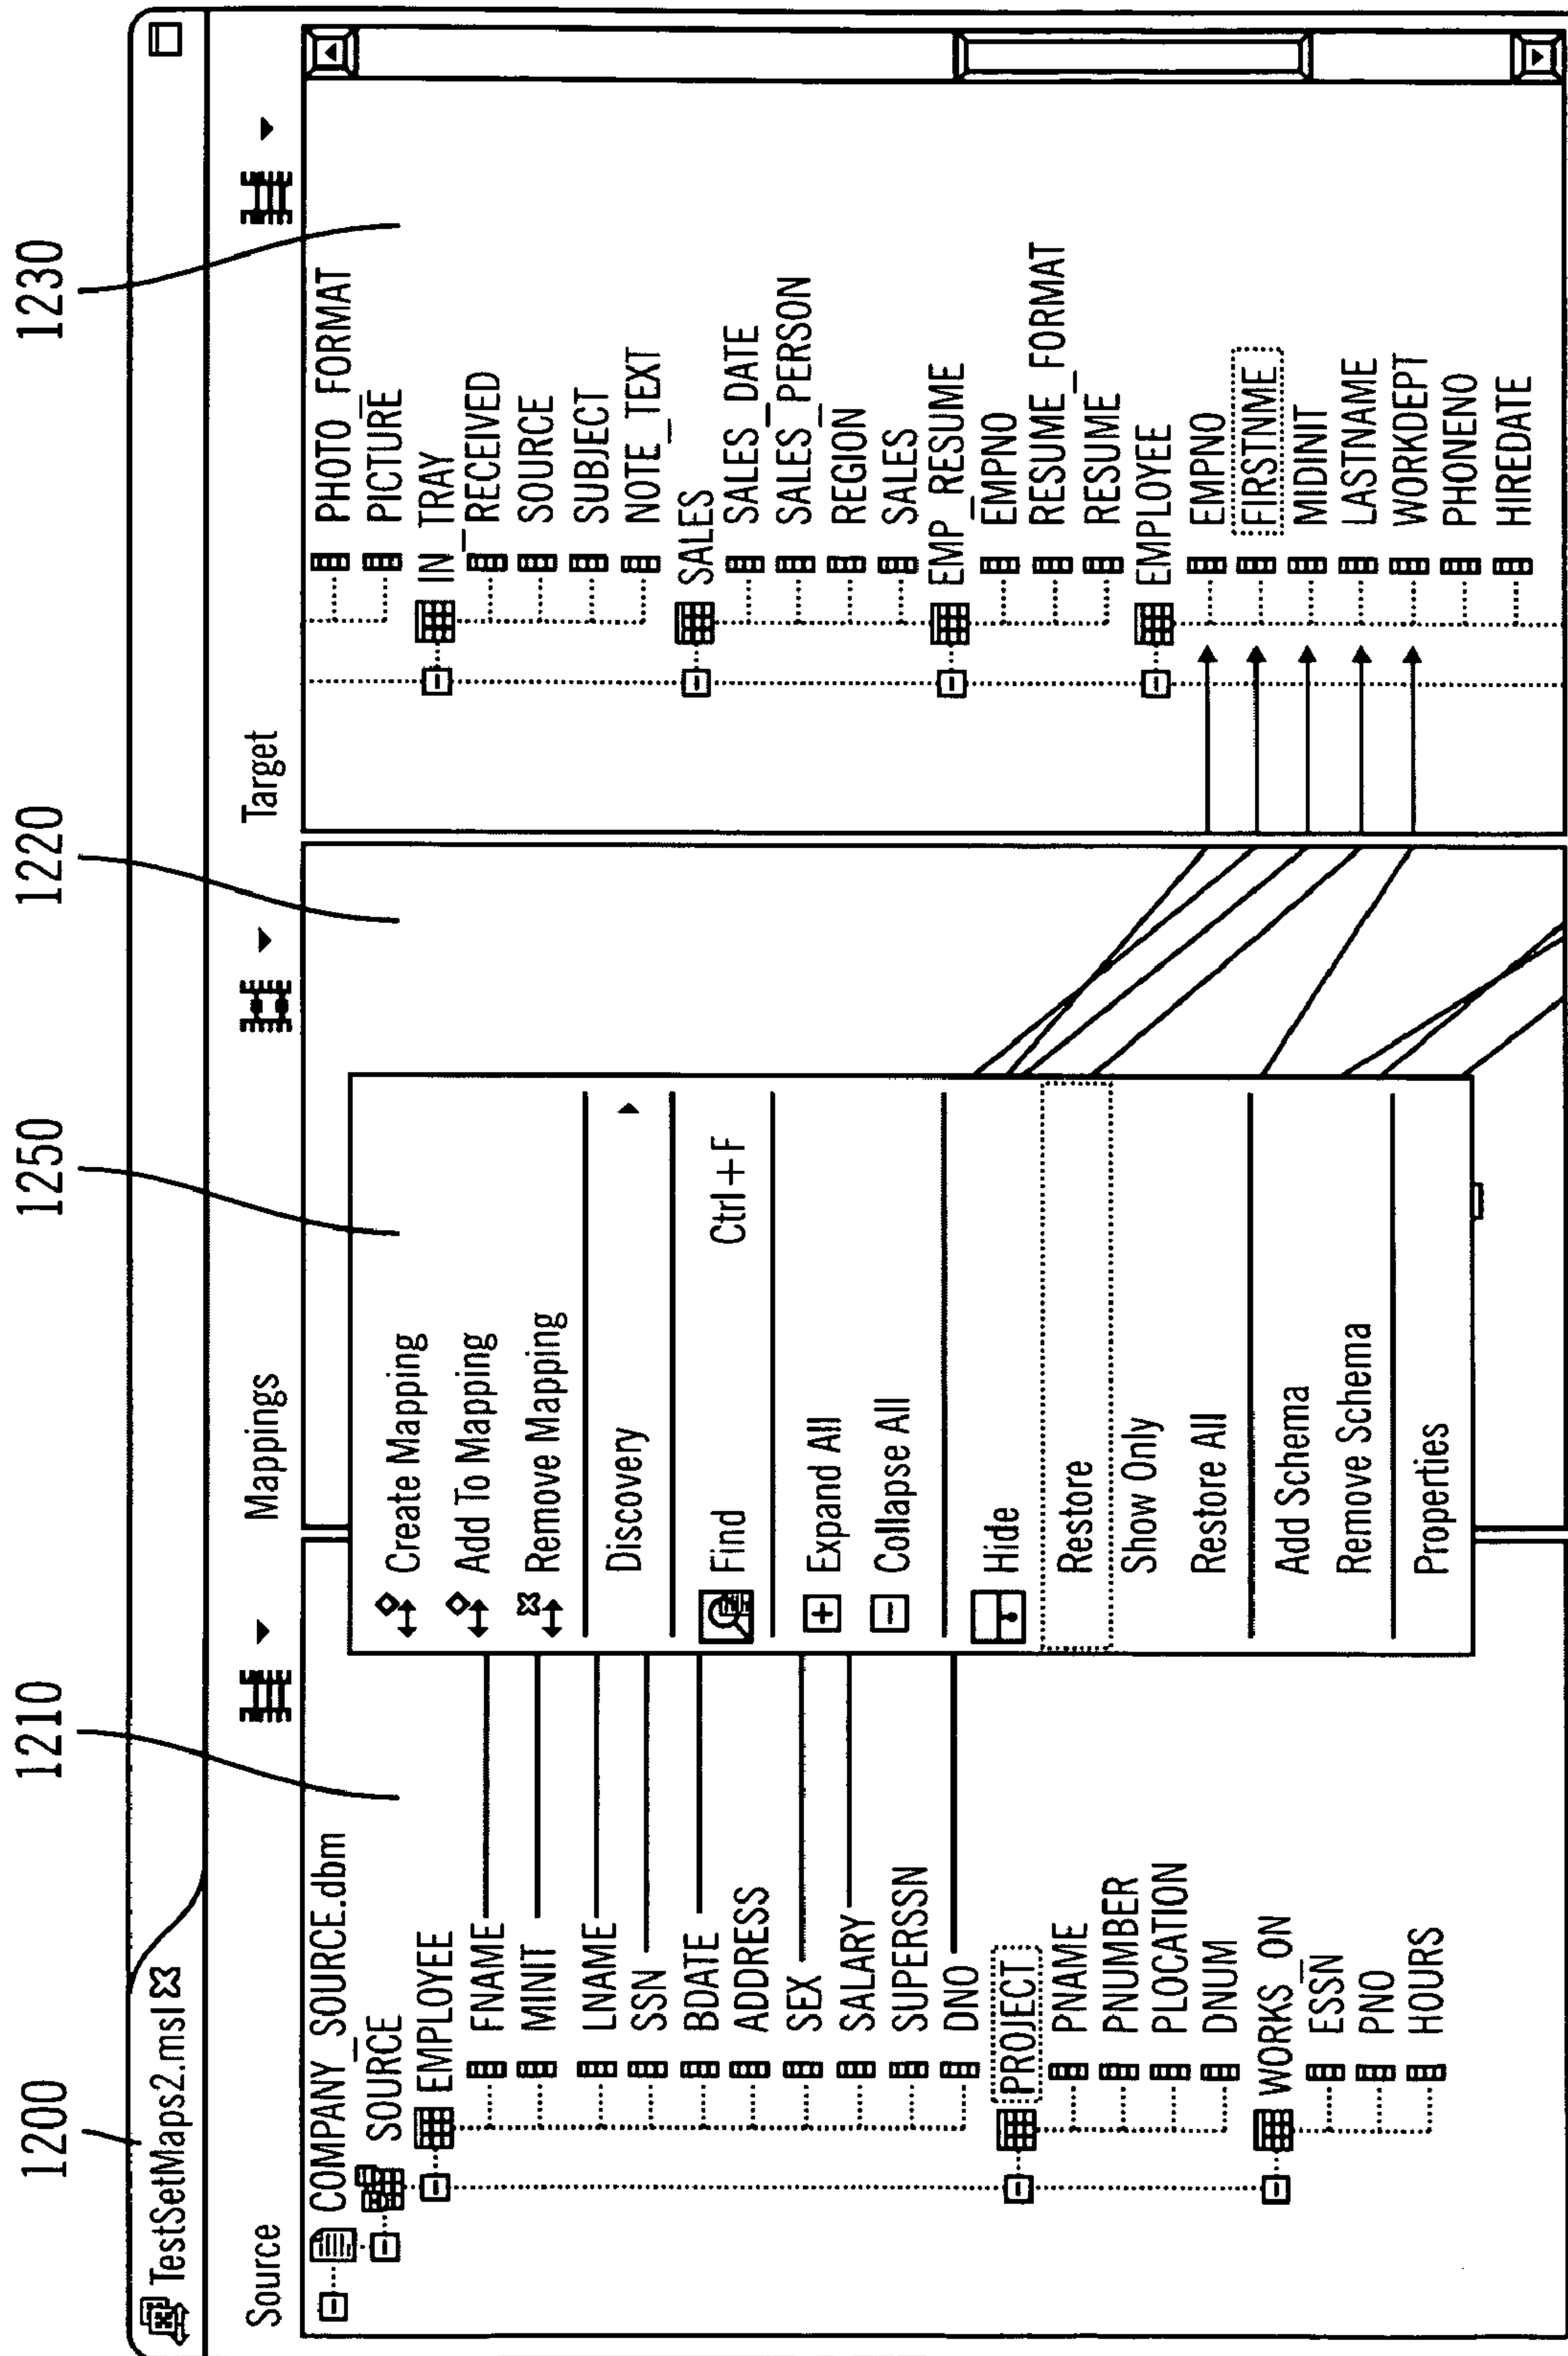 1200
1210
1250
1220
1230
TestSetMaps2.msl
Source
Mappings
Target
COMPANY_SOURCE.dbm
SOURCE
EMPLOYEE
FNAME
MINIT
LNAME
SSN
BDATE
ADDRESS
SEX
SALARY
SUPERSSN
DNO
PROJECT
PNAME
PNUMBER
PLOCATION
DNUM
WORKS_ON
ESSN
PNO
HOURS
Create Mapping
Add To Mapping
Remove Mapping
Discovery
Find Ctrl+F
Expand All
Collapse All
Hide
Restore
Show Only
Restore All
Add Schema
Remove Schema
Properties
PHOTO_FORMAT
PICTURE
IN_TRAY
RECEIVED
SOURCE
SUBJECT
NOTE_TEXT
SALES
SALES_DATE
SALES_PERSON
REGION
SALES
EMP_RESUME
EMPNO
RESUME_FORMAT
RESUME
EMPLOYEE
EMPNO
FIRSTNME
MIDINIT
LASTNAME
WORKDEPT
PHONENO
HIREDATE